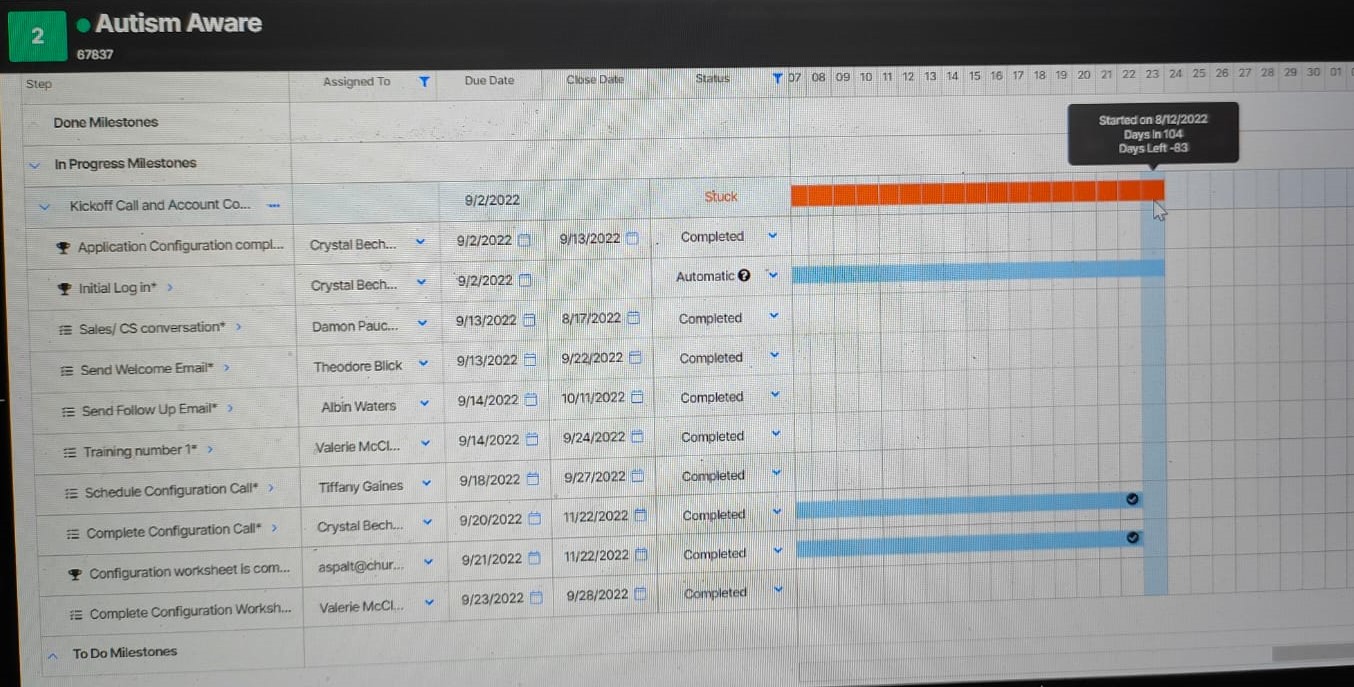 2
Autism Aware
67837
Step Assigned To Due Date Close Date Status 07 08 09 10 11 12 13 14 15 16 17 18 19 20 21 22 23 24 25 26 27 28 29 30 01
Done Milestones
Started on 8/12/2022
Days In 104
Days Left -83
In Progress Milestones
Kickoff Call and Account Co... ... 9/2/2022 Stuck
Application Configuration compl... Crystal Bech... 9/2/2022 9/13/2022 Completed
Initial Log in* Crystal Bech... 9/2/2022 Automatic ?
Sales/ CS conversation* Damon Pauc... 9/13/2022 8/17/2022 Completed
Send Welcome Email* Theodore Blick 9/13/2022 9/22/2022 Completed
Send Follow Up Email* Albin Waters 9/14/2022 10/11/2022 Completed
Training number 1* Valerie McCl... 9/14/2022 9/24/2022 Completed
Schedule Configuration Call* Tiffany Gaines 9/18/2022 9/27/2022 Completed
Complete Configuration Call* Crystal Bech... 9/20/2022 11/22/2022 Completed
Configuration worksheet is com... aspalt@chur... 9/21/2022 11/22/2022 Completed
Complete Configuration Worksh... Valerie McCl... 9/23/2022 9/28/2022 Completed
To Do Milestones